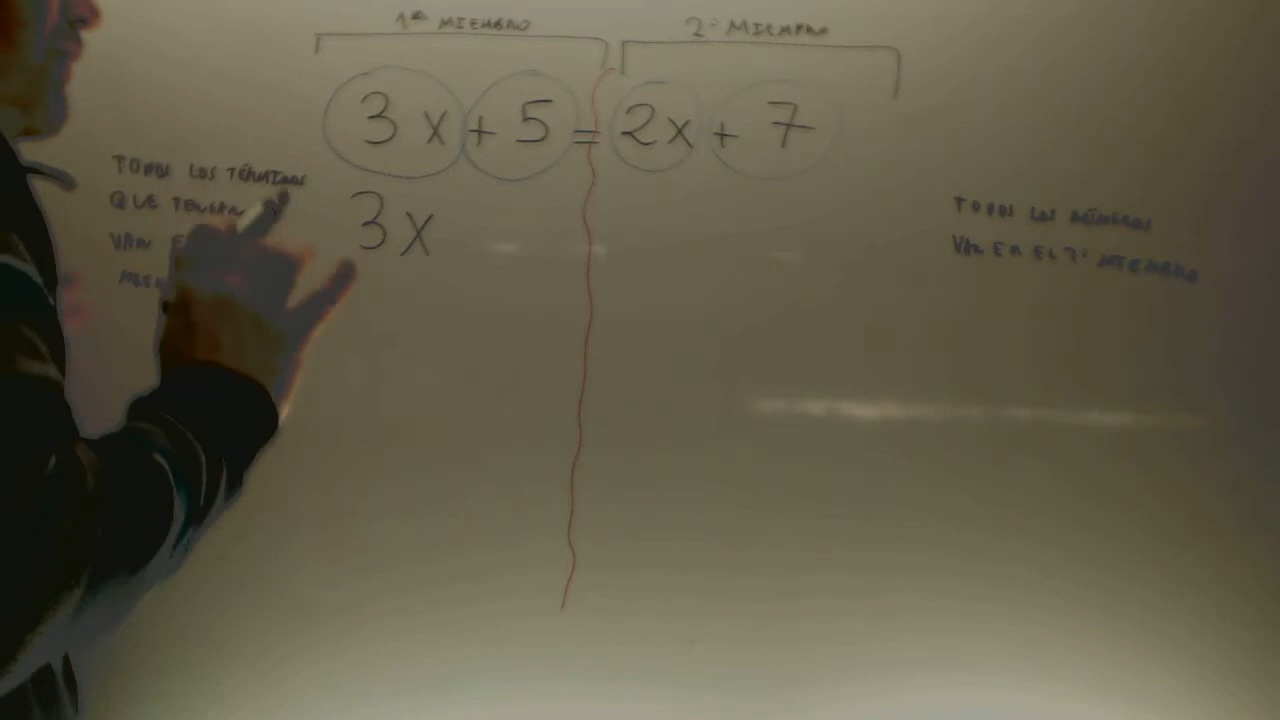 1er MIEMBRO
2º MIEMBRO
3x + 5 = 2x + 7
3x
TODOS LOS TÉRMINOS
QUE TENGAN
VAN
TODOS LOS NÚMEROS
VAN EN EL 2º MIEMBRO